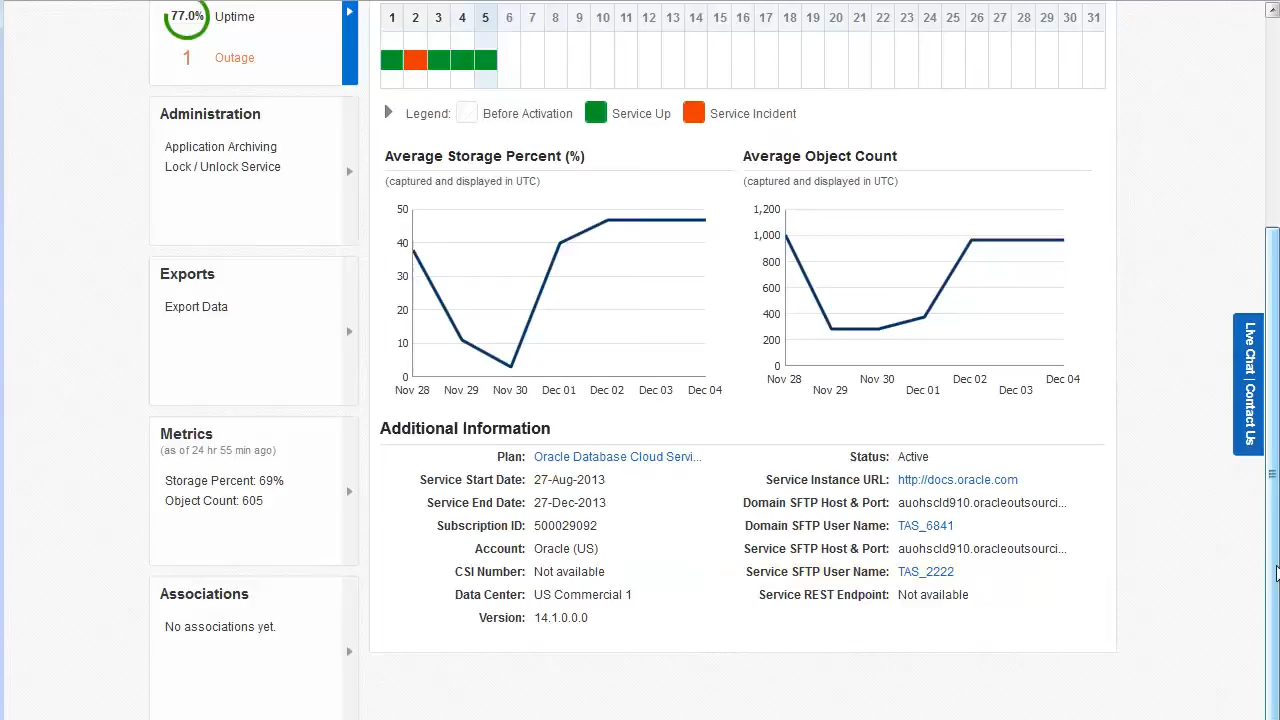 77.0% Uptime
1 Outage
1 2 3 4 5 6 7 8 9 10 11 12 13 14 15 16 17 18 19 20 21 22 23 24 25 26 27 28 29 30 31
Legend: Before Activation Service Up Service Incident
Administration
Application Archiving
Lock / Unlock Service
Exports
Export Data
Metrics
(as of 24 hr 55 min ago)
Storage Percent: 69%
Object Count: 605
Associations
No associations yet.
Average Storage Percent (%)
(captured and displayed in UTC)
50
40
30
20
10
0
Nov 28 Nov 29 Nov 30 Dec 01 Dec 02 Dec 03 Dec 04
Average Object Count
(captured and displayed in UTC)
1,200
1,000
800
600
400
200
0
Nov 28 Nov 29 Nov 30 Dec 01 Dec 02 Dec 03 Dec 04
Additional Information
Plan: Oracle Database Cloud Servi...
Service Start Date: 27-Aug-2013
Service End Date: 27-Dec-2013
Subscription ID: 500029092
Account: Oracle (US)
CSI Number: Not available
Data Center: US Commercial 1
Version: 14.1.0.0.0
Status: Active
Service Instance URL: http://docs.oracle.com
Domain SFTP Host & Port: auohscld910.oracleoutsourci...
Domain SFTP User Name: TAS_6841
Service SFTP Host & Port: auohscld910.oracleoutsourci...
Service SFTP User Name: TAS_2222
Service REST Endpoint: Not available
Live Chat | Contact Us